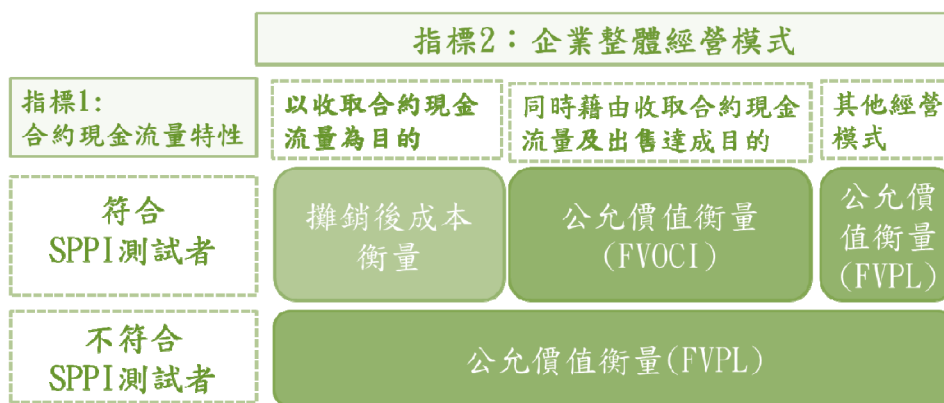 指標2：企業整體經營模式
指標1:
合約現金流量特性
以收取合約現金
流量為目的
同時藉由收取合約現金
流量及出售達成目的
其他經營
模式
符合
SPPI測試者
攤銷後成本
衡量
公允價值衡量
(FVOCI)
公允價
值衡量
(FVPL)
不符合
SPPI測試者
公允價值衡量(FVPL)